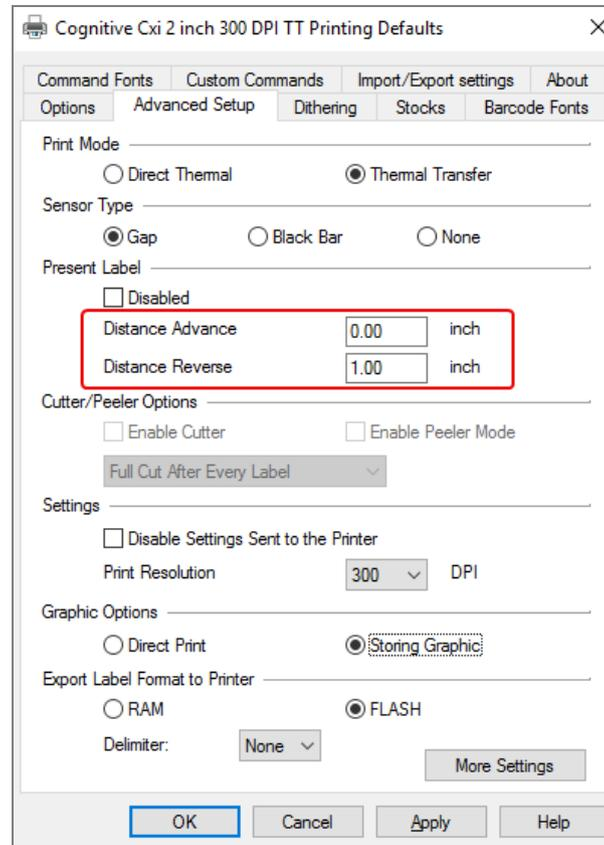 Cognitive Cxi 2 inch 300 DPI TT Printing Defaults
Command Fonts Custom Commands Import/Export settings About
Options Advanced Setup Dithering Stocks Barcode Fonts
Print Mode
Direct Thermal Thermal Transfer
Sensor Type
Gap Black Bar None
Present Label
Disabled
Distance Advance 0.00 inch
Distance Reverse 1.00 inch
Cutter/Peeler Options
Enable Cutter Enable Peeler Mode
Full Cut After Every Label
Settings
Disable Settings Sent to the Printer
Print Resolution 300 DPI
Graphic Options
Direct Print Storing Graphic
Export Label Format to Printer
RAM FLASH
Delimiter: None
More Settings
OK Cancel Apply Help